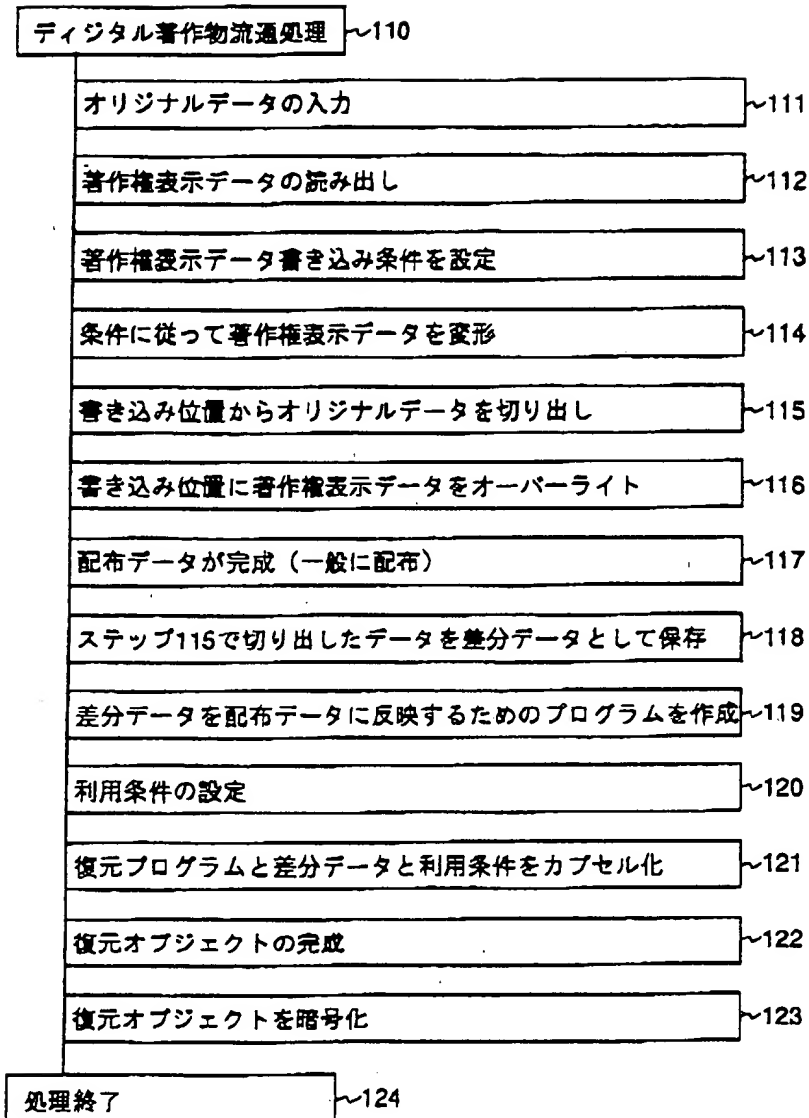 ディジタル著作物流通処理 ~110
オリジナルデータの入力 ~111
著作権表示データの読み出し ~112
著作権表示データ書き込み条件を設定 ~113
条件に従って著作権表示データを変形 ~114
書き込み位置からオリジナルデータを切り出し ~115
書き込み位置に著作権表示データをオーバーライト ~116
配布データが完成（一般に配布） ~117
ステップ115で切り出したデータを差分データとして保存 ~118
差分データを配布データに反映するためのプログラムを作成 ~119
利用条件の設定 ~120
復元プログラムと差分データと利用条件をカプセル化 ~121
復元オブジェクトの完成 ~122
復元オブジェクトを暗号化 ~123
処理終了 ~124